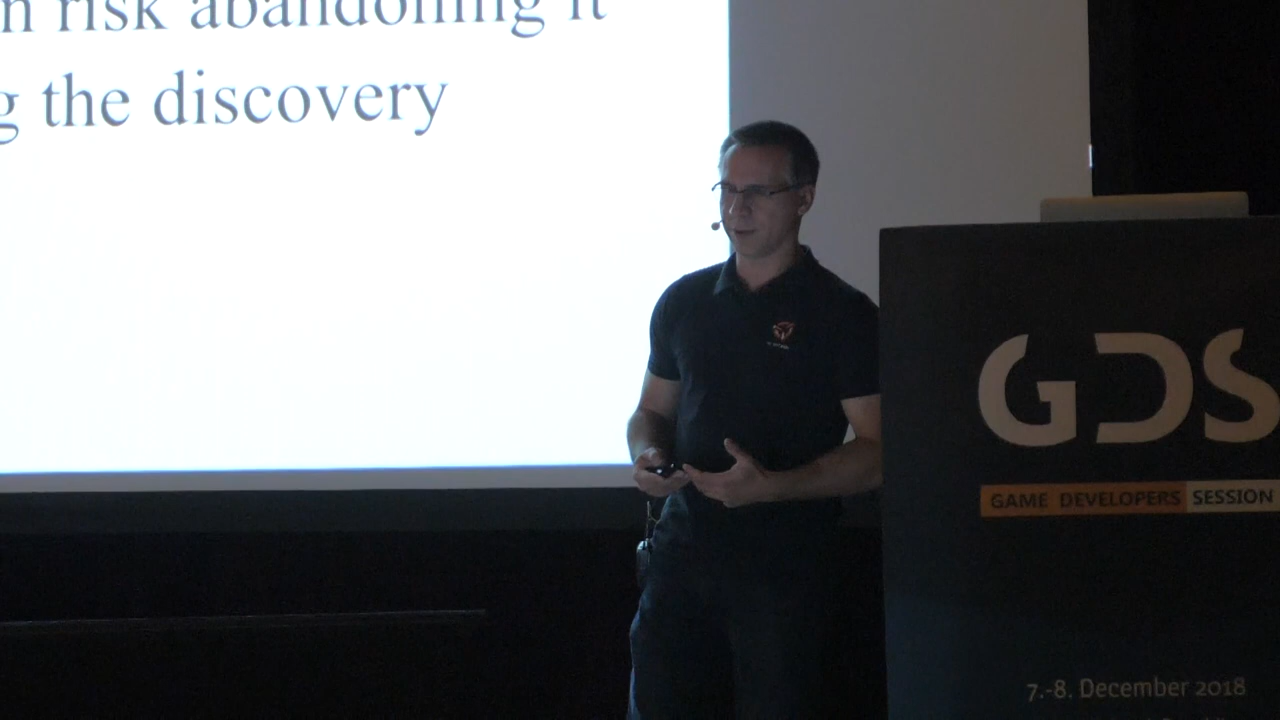 risk abandoning it
the discovery
GDS
GAME DEVELOPERS SESSION
7.-8. December 2018